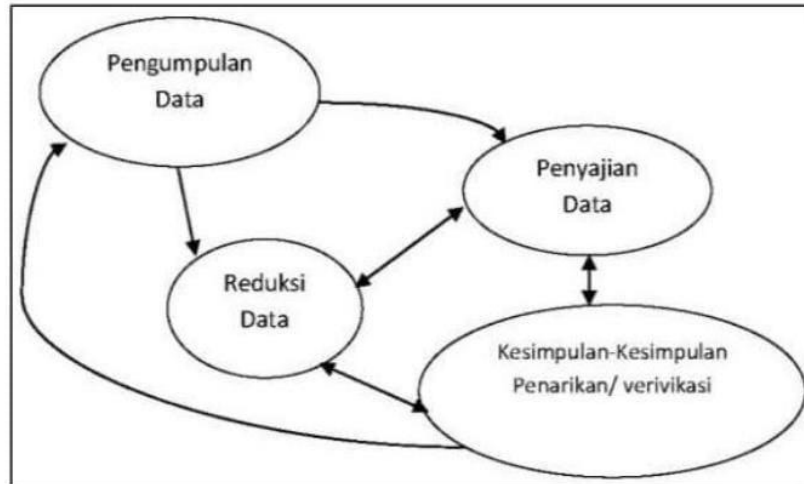 Pengumpulan
Data
Penyajian
Data
Reduksi
Data
Kesimpulan-Kesimpulan
Penarikan/ verivikasi